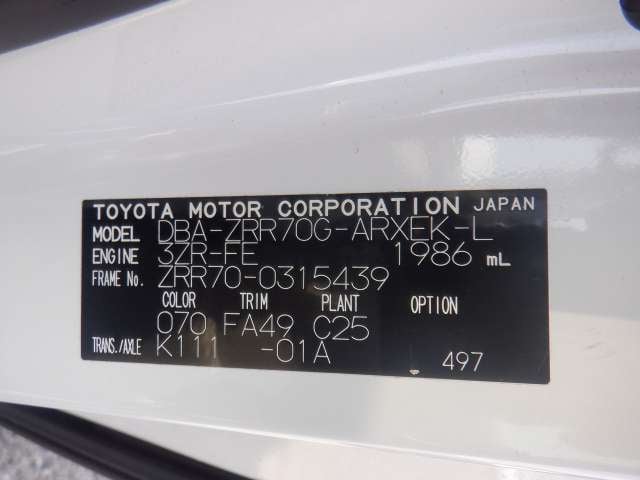 TOYOTA MOTOR CORPORATION JAPAN
MODEL DBA-ZRR70G-ARXEK-L
ENGINE 3ZR-FE 1986 mL
FRAME No. ZRR70-0315439
COLOR TRIM PLANT OPTION
070 FA49 C25
TRANS./AXLE K111 -01A
497